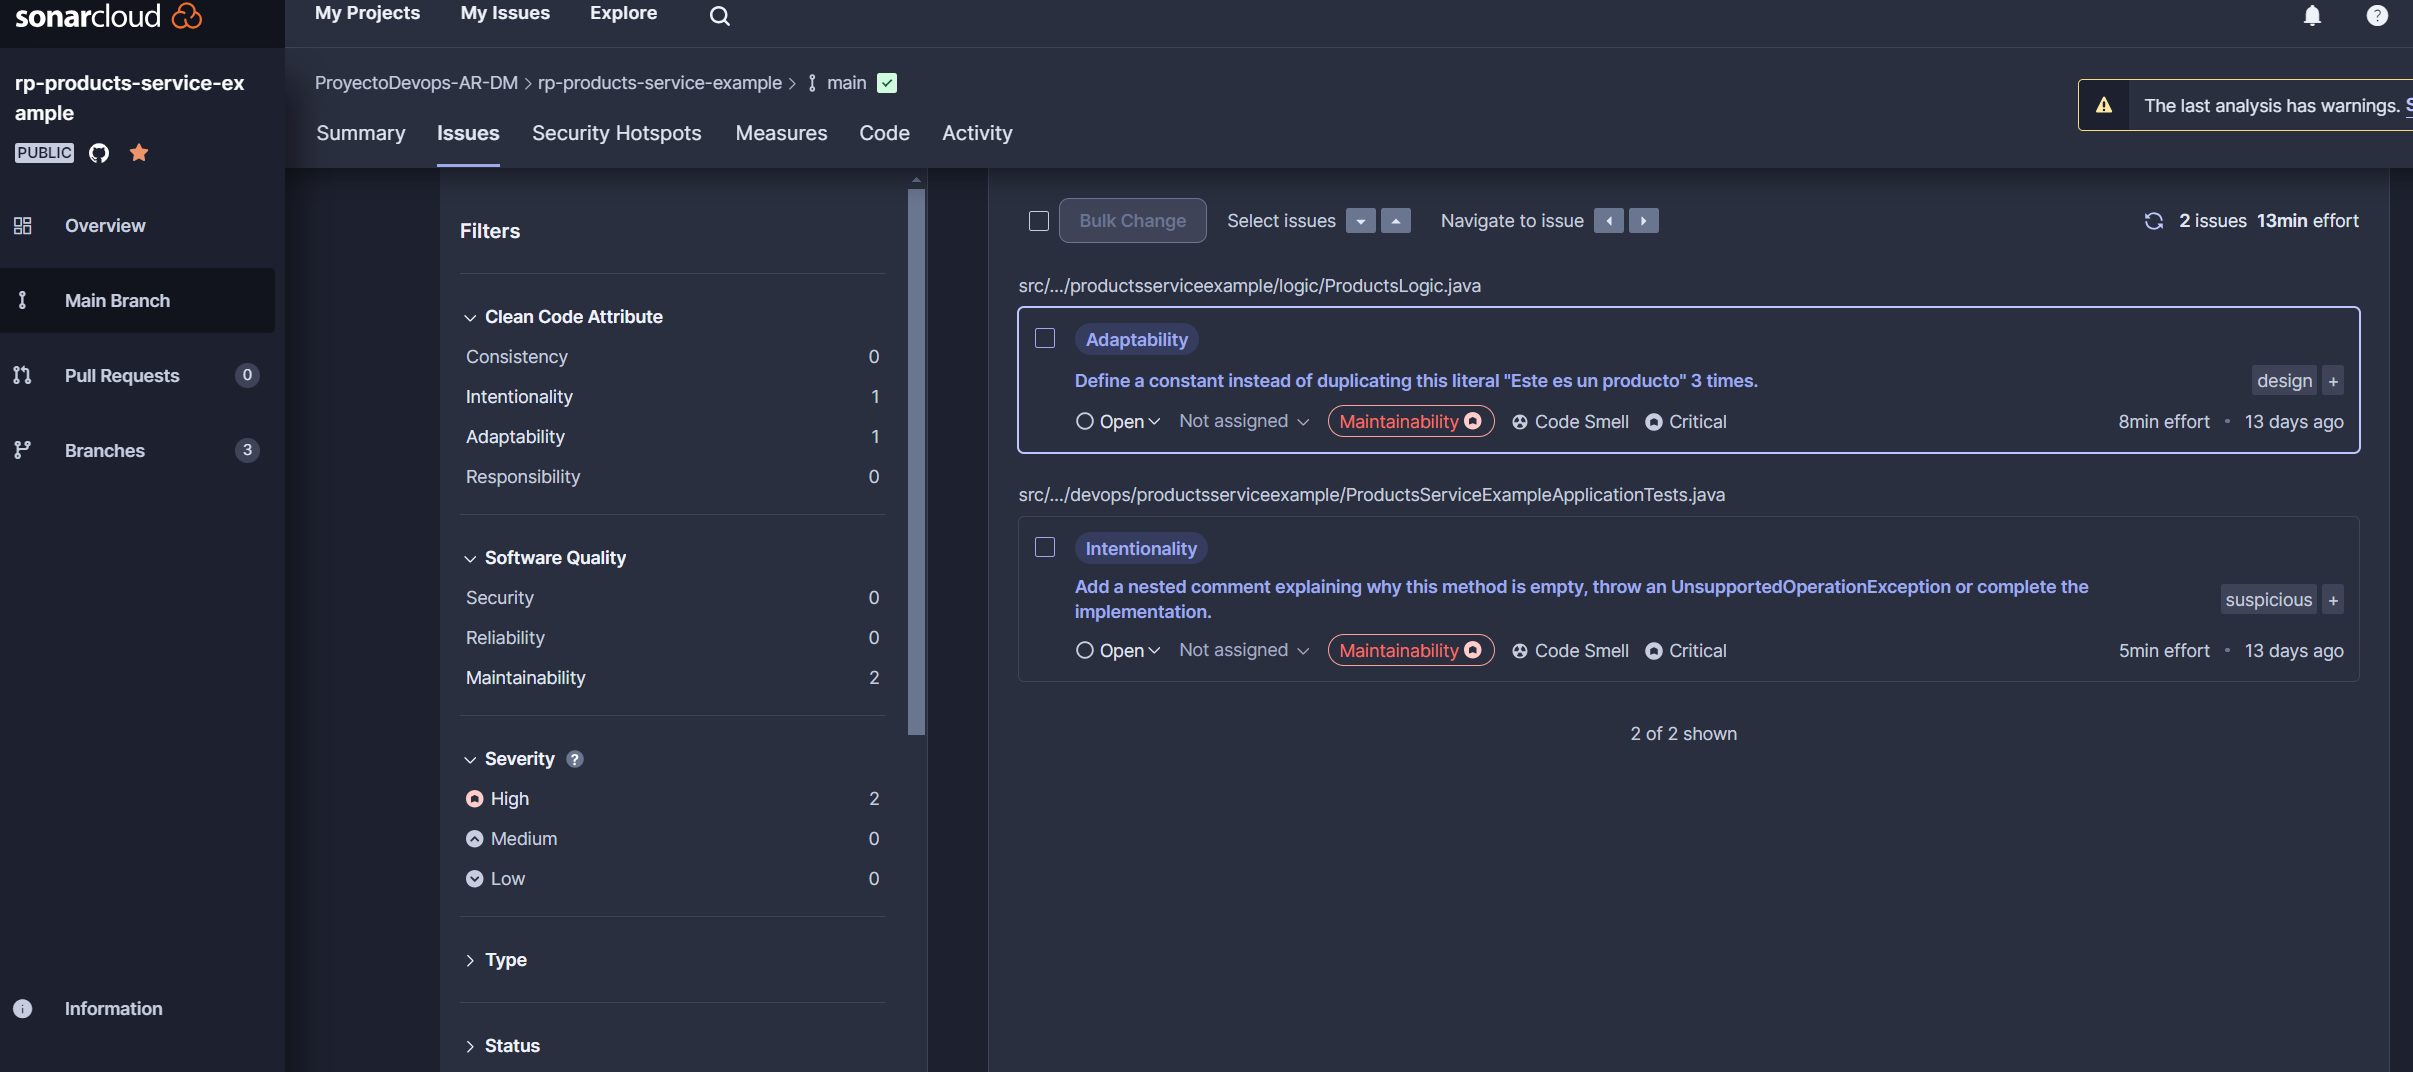 sonarcloud
My Projects My Issues Explore
rp-products-service-ex
ample
PUBLIC
Overview
Main Branch
Pull Requests 0
Branches 3
Information
ProyectoDevops-AR-DM > rp-products-service-example > main
The last analysis has warnings. S
Summary Issues Security Hotspots Measures Code Activity
Filters
Clean Code Attribute
Consistency 0
Intentionality 1
Adaptability 1
Responsibility 0
Software Quality
Security 0
Reliability 0
Maintainability 2
Severity ?
High 2
Medium 0
Low 0
Type
Status
Bulk Change Select issues Navigate to issue 2 issues 13min effort
src/.../productsserviceexample/logic/ProductsLogic.java
Adaptability
Define a constant instead of duplicating this literal "Este es un producto" 3 times.
design +
Open Not assigned Maintainability Code Smell Critical 8min effort • 13 days ago
src/.../devops/productsserviceexample/ProductsServiceExampleApplicationTests.java
Intentionality
Add a nested comment explaining why this method is empty, throw an UnsupportedOperationException or complete the
implementation.
suspicious +
Open Not assigned Maintainability Code Smell Critical 5min effort • 13 days ago
2 of 2 shown